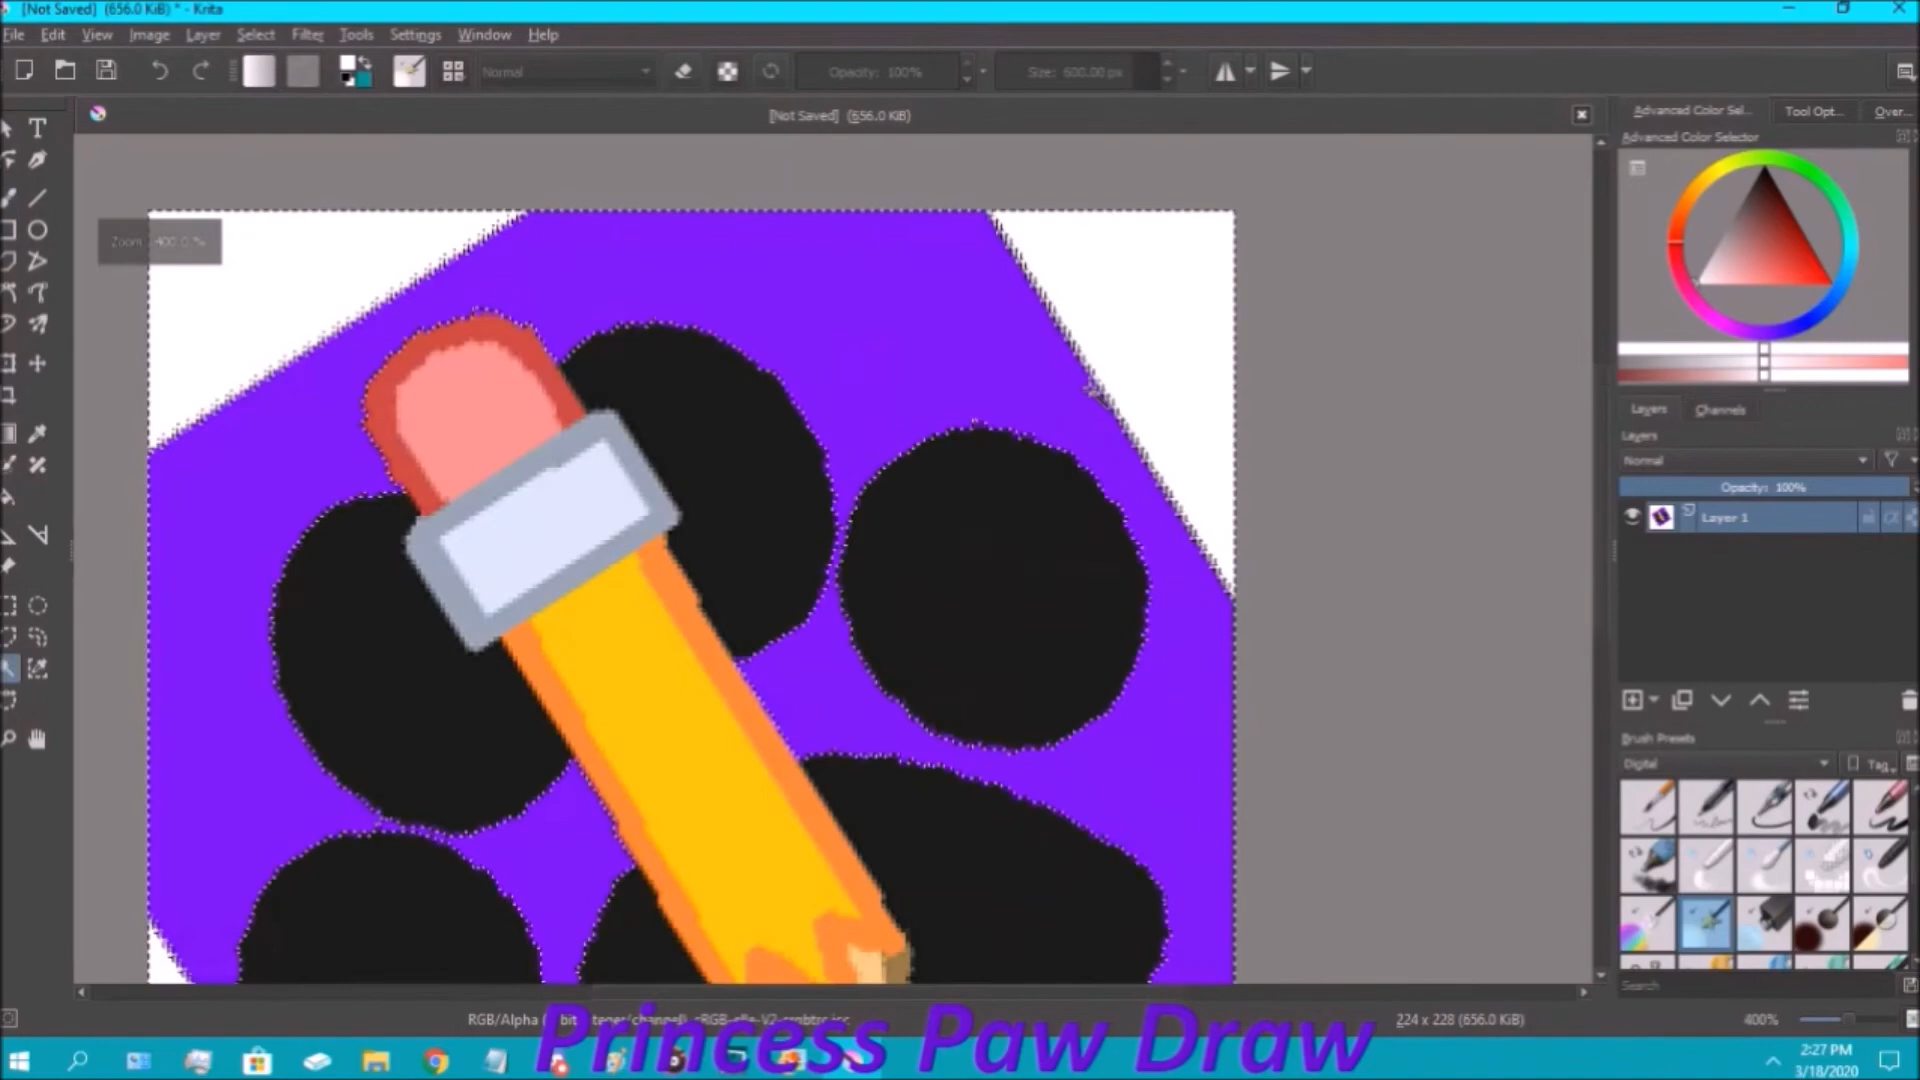 [Not Saved] (656.0 KiB) * - Krita
File Edit View Image Layer Select Filter Tools Settings Window Help
Normal Opacity: 100% Size: 600.00 px
[Not Saved] (656.0 KiB)
Advanced Color Sel... Tool Opt... Over...
Advanced Color Selector
Zoom: 400.0 %
Layers Channels
Layers
Normal
Opacity: 100%
Layer 1
Brush Presets
Digital Tag
Search
RGB/Alpha
224 x 228 (656.0 KiB) 400%
Princess Paw Draw
2:27 PM
3/18/2020